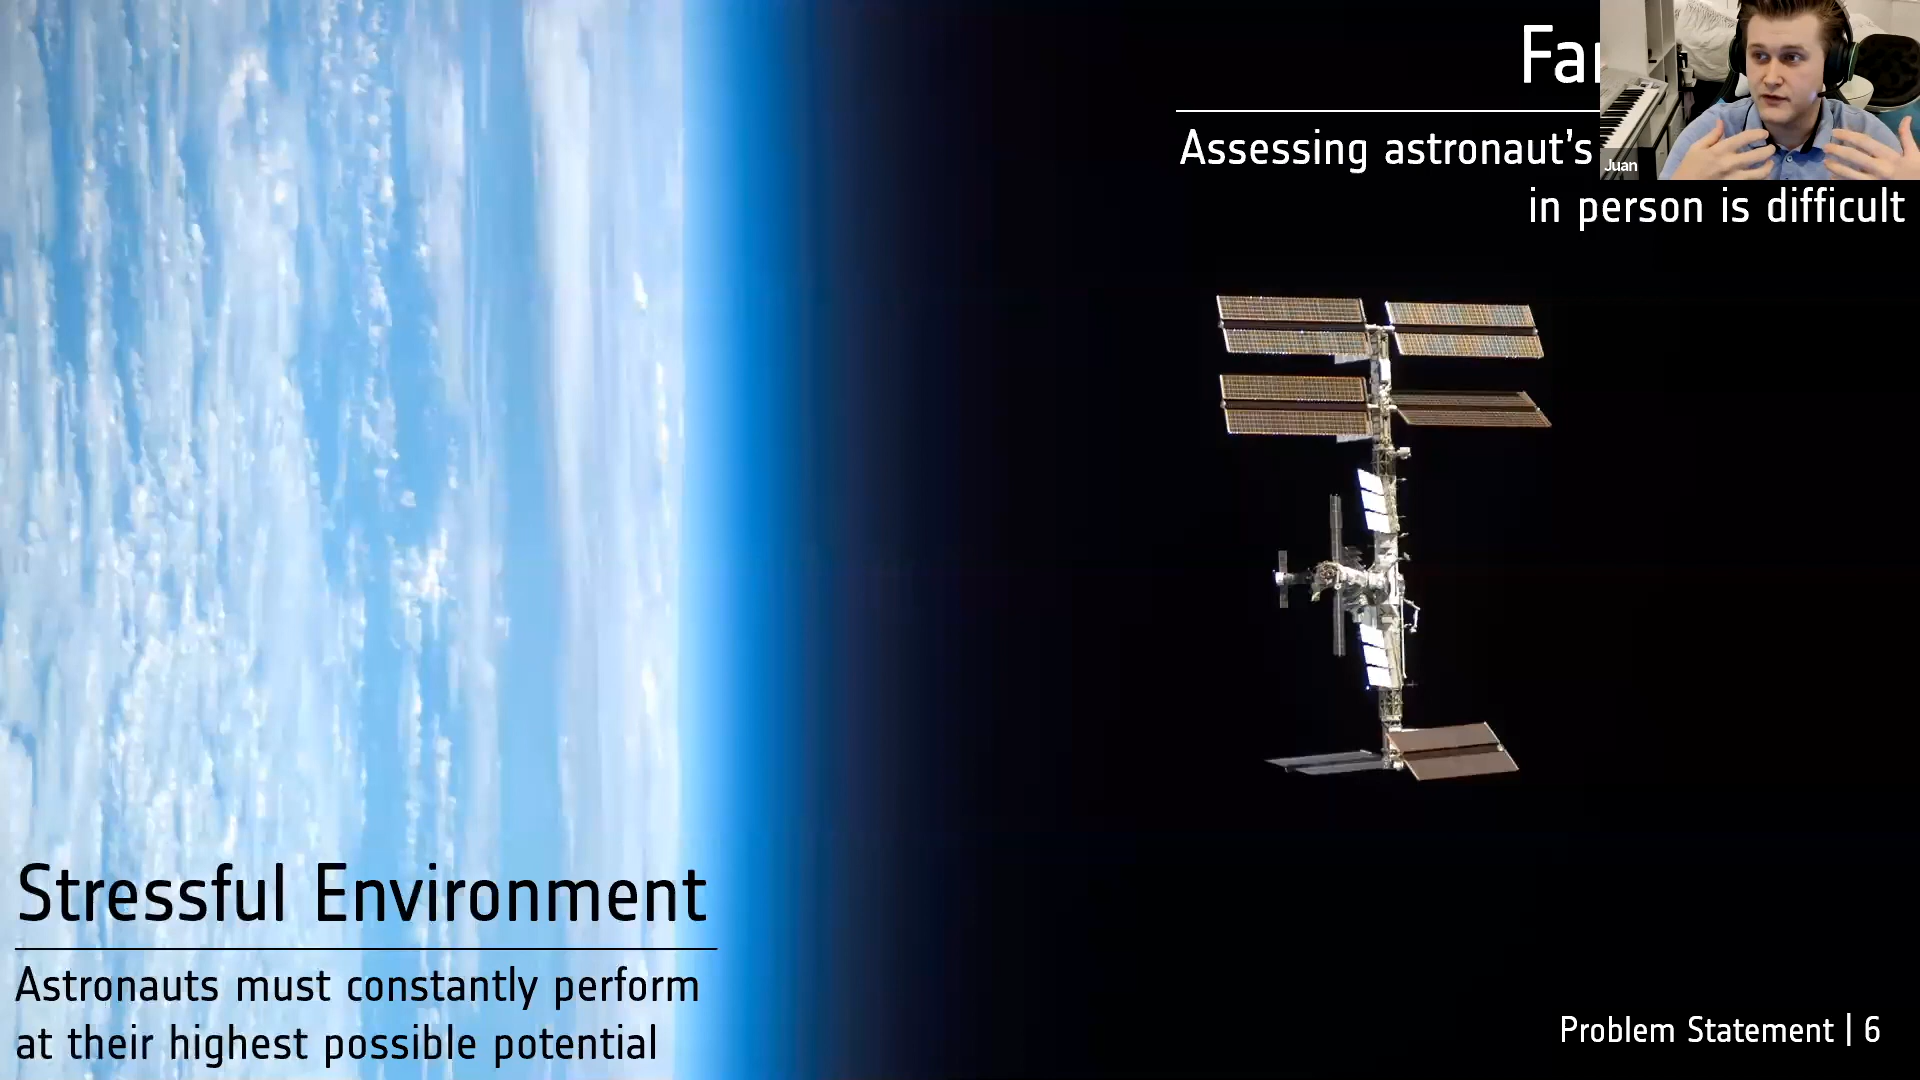 Assessing astronaut's
in person is difficult
Juan
Stressful Environment
Astronauts must constantly perform
at their highest possible potential
Problem Statement | 6